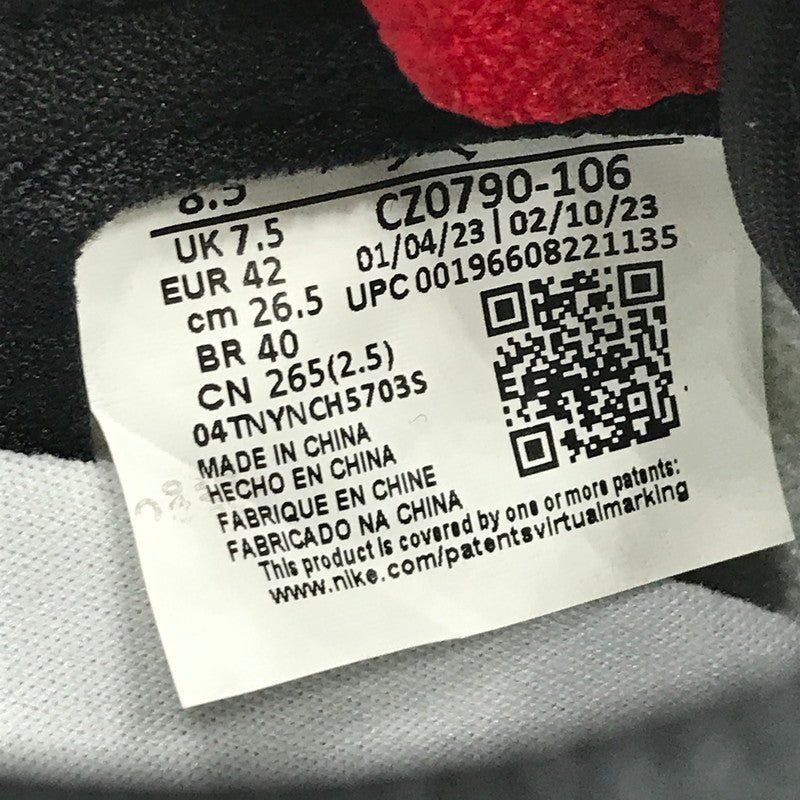 8.5
UK 7.5
EUR 42
cm 26.5
BR 40
CN 265(2.5)
04TNYNCH5703S
CZ0790-106
01/04/23 | 02/10/23
UPC 00196608221135
MADE IN CHINA
HECHO EN CHINA
FABRIQUE EN CHINE
FABRICADO NA CHINA
This product is covered by one or more patents:
www.nike.com/patentsvirtualmarking